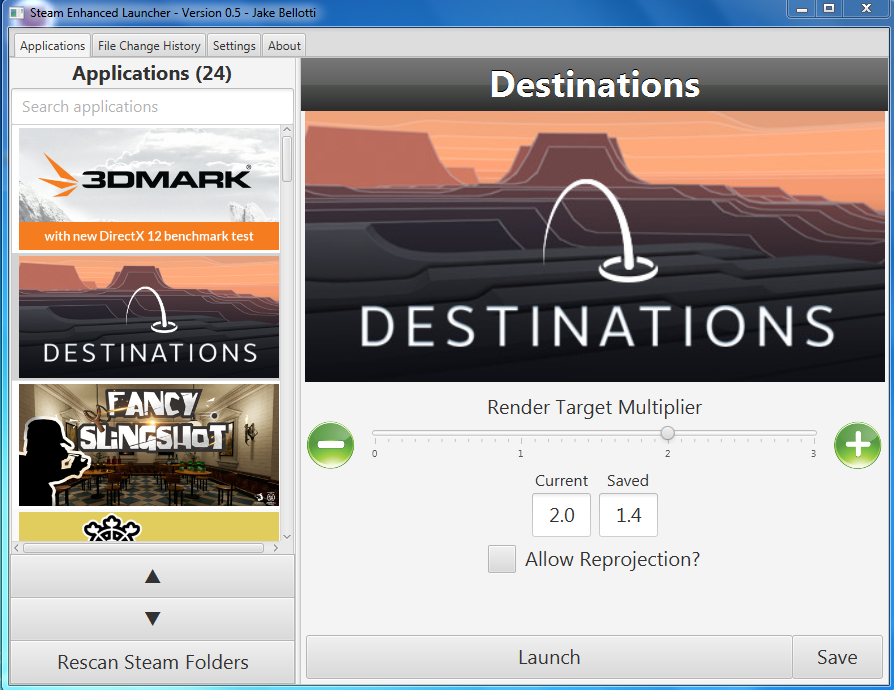 Steam Enhanced Launcher - Version 0.5 - Jake Bellotti
Applications
File Change History
Settings
About
Applications (24)
Search applications
3DMARK®
with new DirectX 12 benchmark test
DESTINATIONS
FANCY
SLINGSHOT
Rescan Steam Folders
Destinations
DESTINATIONS
Render Target Multiplier
0 1 2 3
Current Saved
2.0 1.4
Allow Reprojection?
Launch
Save